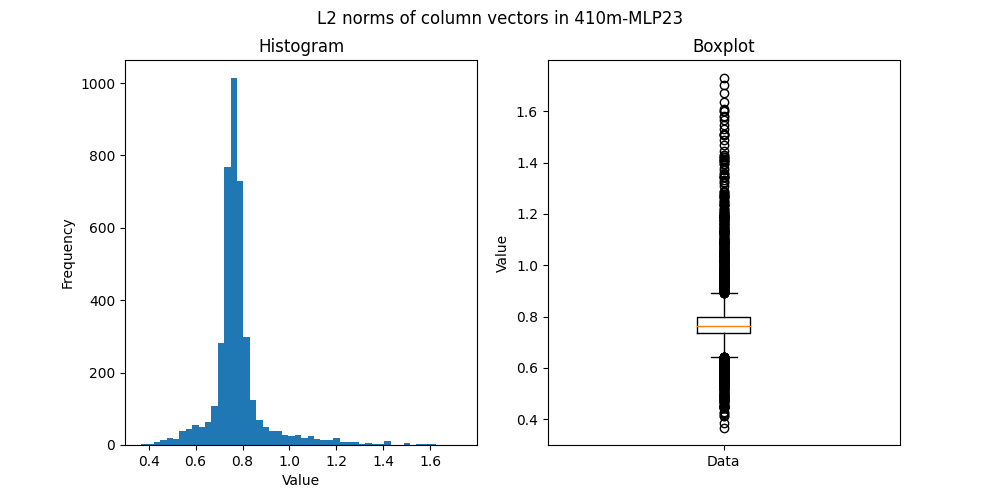 L2 norms of column vectors in 410m-MLP23
Histogram
Frequency
1000
800
600
400
200
0
0.4 0.6 0.8 1.0 1.2 1.4 1.6
Value
Boxplot
Value
1.6
1.4
1.2
1.0
0.8
0.6
0.4
Data